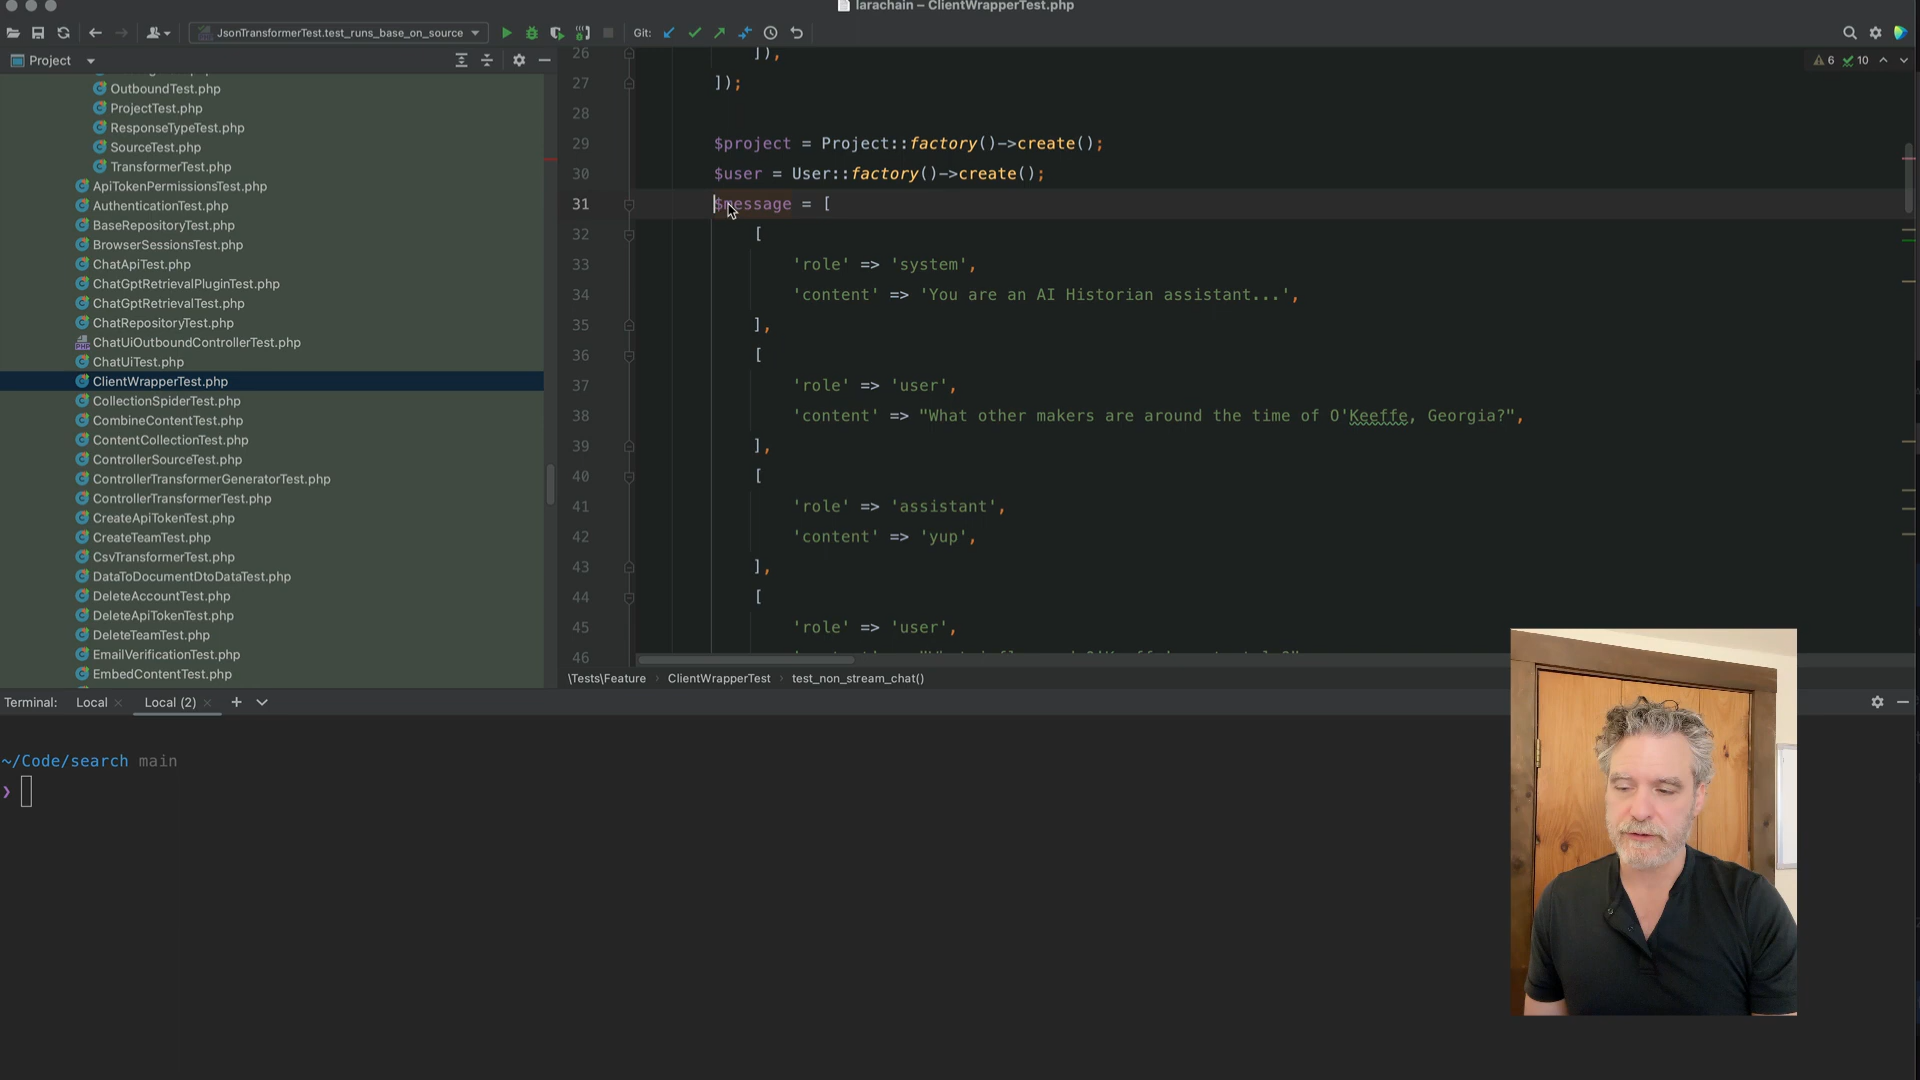 larachain – ClientWrapperTest.php
JsonTransformerTest.test_runs_base_on_source
Git:
Project
6 10
OutboundTest.php
ProjectTest.php
ResponseTypeTest.php
SourceTest.php
TransformerTest.php
ApiTokenPermissionsTest.php
AuthenticationTest.php
BaseRepositoryTest.php
BrowserSessionsTest.php
ChatApiTest.php
ChatGptRetrievalPluginTest.php
ChatGptRetrievalTest.php
ChatRepositoryTest.php
ChatUiOutboundControllerTest.php
ChatUiTest.php
ClientWrapperTest.php
CollectionSpiderTest.php
CombineContentTest.php
ContentCollectionTest.php
ControllerSourceTest.php
ControllerTransformerGeneratorTest.php
ControllerTransformerTest.php
CreateApiTokenTest.php
CreateTeamTest.php
CsvTransformerTest.php
DataToDocumentDtoDataTest.php
DeleteAccountTest.php
DeleteApiTokenTest.php
DeleteTeamTest.php
EmailVerificationTest.php
EmbedContentTest.php
26 ]),
27 ]);
28
29 $project = Project::factory()->create();
30 $user = User::factory()->create();
31 $message = [
32 [
33 'role' => 'system',
34 'content' => 'You are an AI Historian assistant...',
35 ],
36 [
37 'role' => 'user',
38 'content' => "What other makers are around the time of O'Keeffe, Georgia?",
39 ],
40 [
41 'role' => 'assistant',
42 'content' => 'yup',
43 ],
44 [
45 'role' => 'user',
46
\Tests\Feature › ClientWrapperTest › test_non_stream_chat()
Terminal: Local × Local (2) × +
~/Code/search main
❯